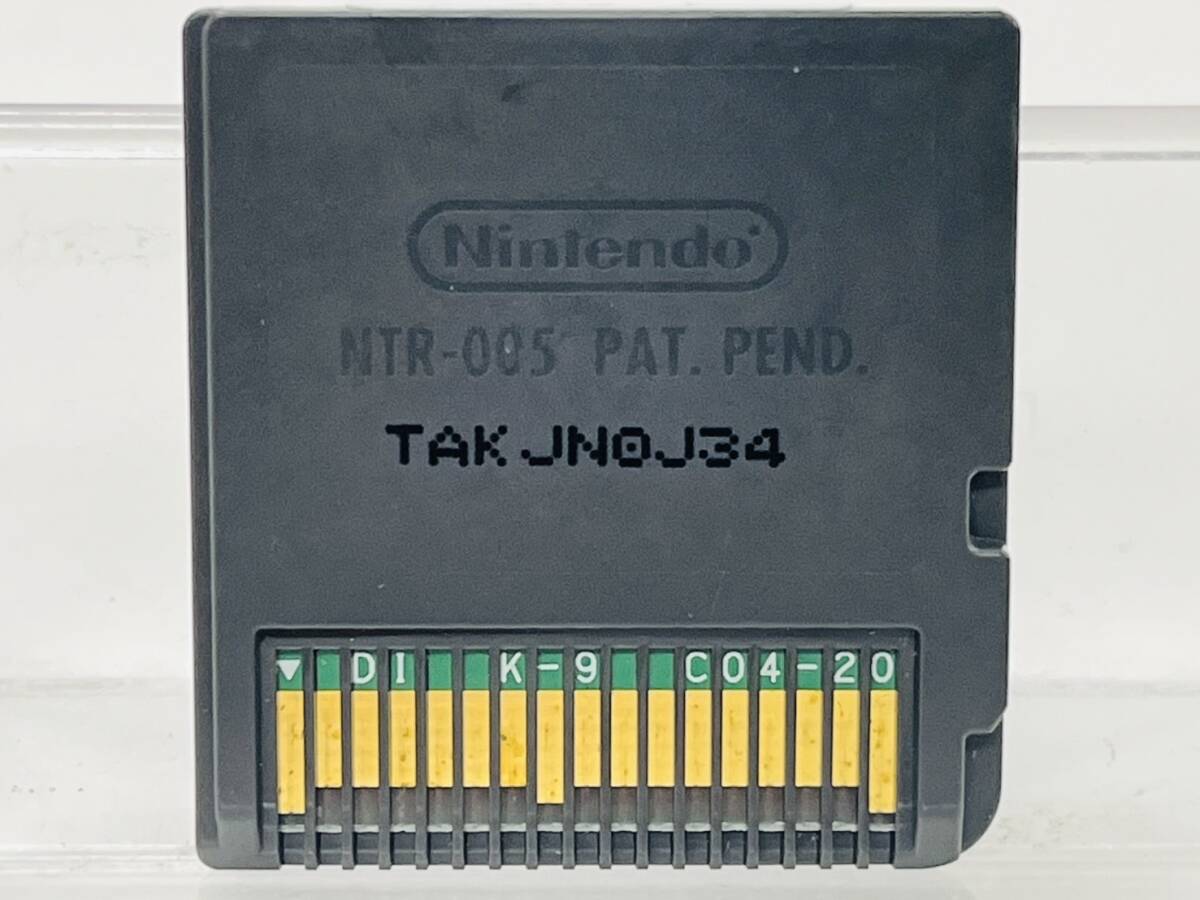 Nintendo
NTR-005 PAT. PEND.
TAKJN0J34
▼ DI K-9 C04-20